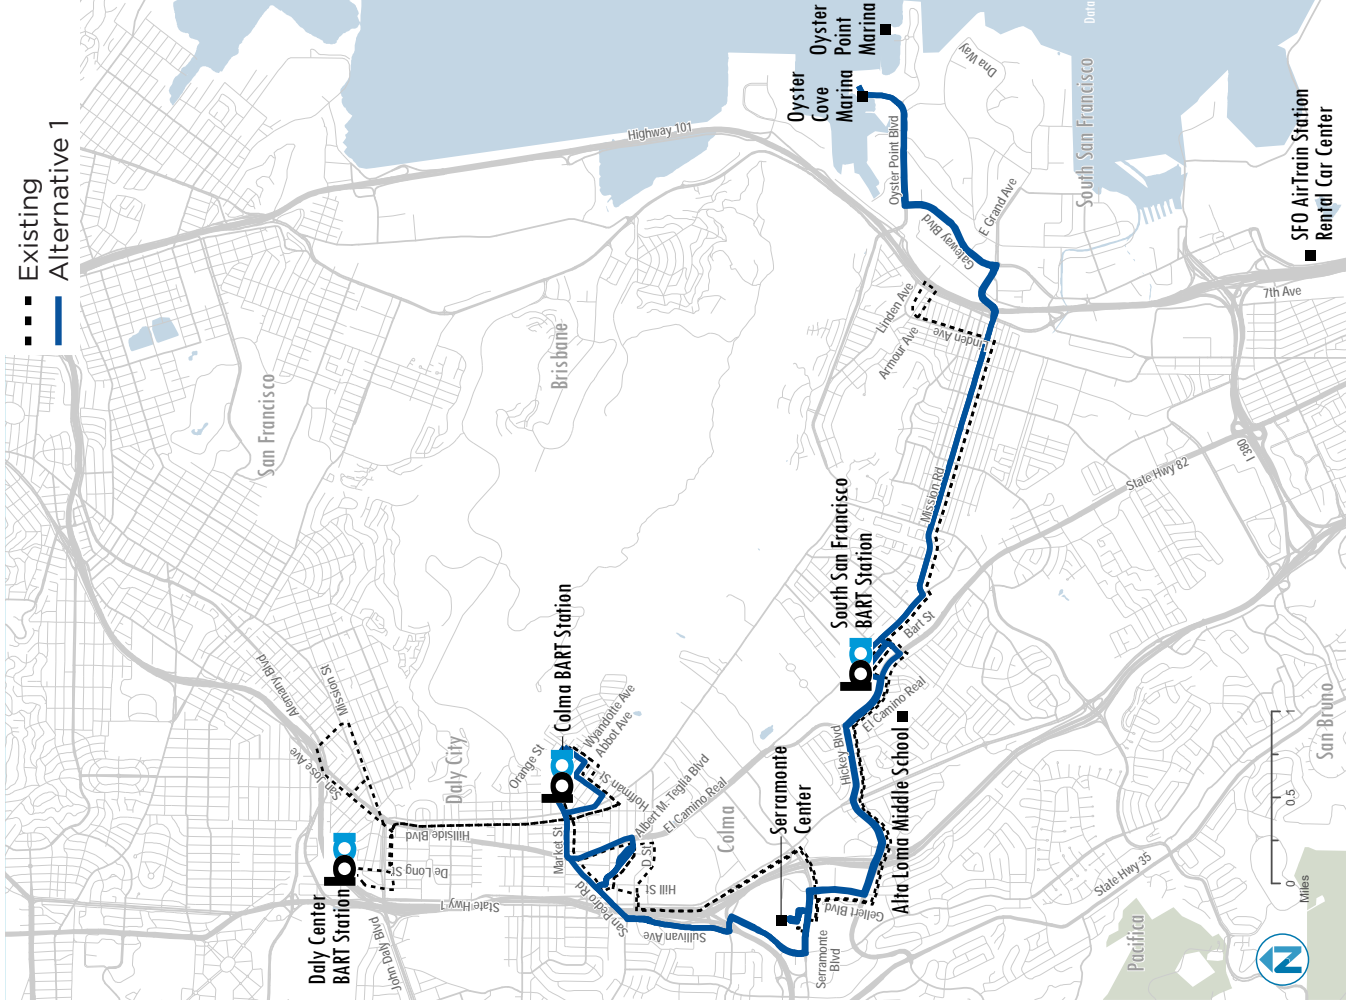 Existing
Alternative 1
Oyster
Point
Marina
Oyster
Cove
Marina
Dna Way
Data
South San Francisco
Highway 101
Oyster Point Blvd
Gateway Blvd
E Grand Ave
SFO AirTrain Station
Rental Car Center
7th Ave
Linden Ave
Armour Ave
Linden Ave
Brisbane
San Francisco
I 380
State Hwy 82
Mission Rd
South San Francisco
BART Station
ba
Bart St
El Camino Real
Hickey Blvd
Alta Loma Middle School
Colma BART Station
ba
Orange St
Wyandotte Ave
Abbot Ave
Hoffman St
Albert M. Teglia Blvd
El Camino Real
Alemany Blvd
Mission St
San Jose Ave
Daly City
Hillside Blvd
Market St
De Long St
Daly Center
BART Station
ba
John Daly Blvd
State Hwy 1
San Pedro Rd
D St
Hill St
Colma
Sullivan Ave
Serramonte
Center
Serramonte
Blvd
Gellert Blvd
State Hwy 35
Pacifica
San Bruno
0
0.5
1
Miles
N